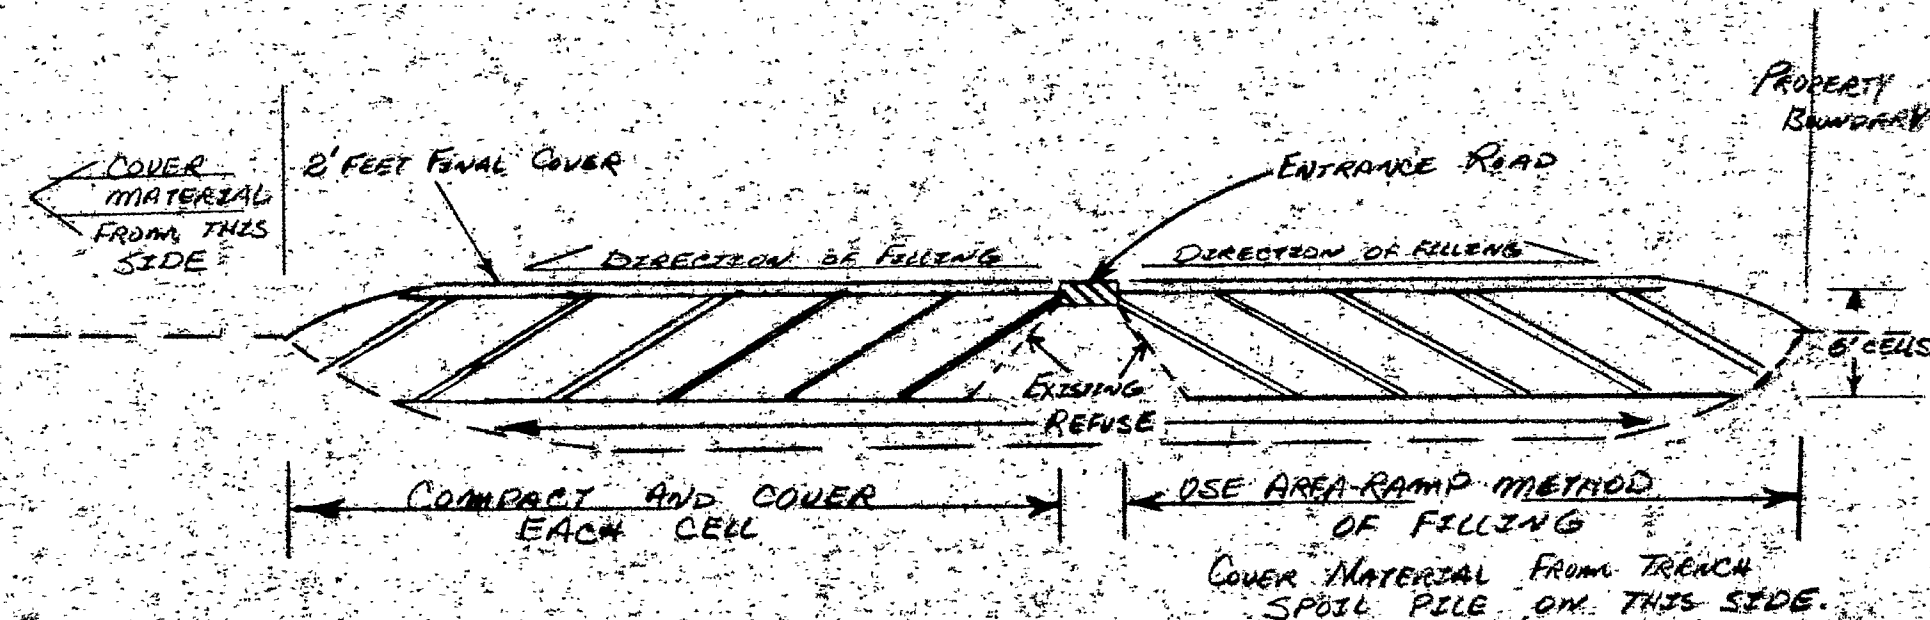 PROPERTY
BOUNDARY
COVER
MATERIAL
FROM THIS
SIDE
2' FEET FINAL COVER
ENTRANCE ROAD
DIRECTION OF FILLING
DIRECTION OF FILLING
6' CELLS
EXISTING
REFUSE
COMPACT AND COVER
EACH CELL
USE AREA RAMP METHOD
OF FILLING
COVER MATERIAL FROM TRENCH
SPOIL PILE ON THIS SIDE.